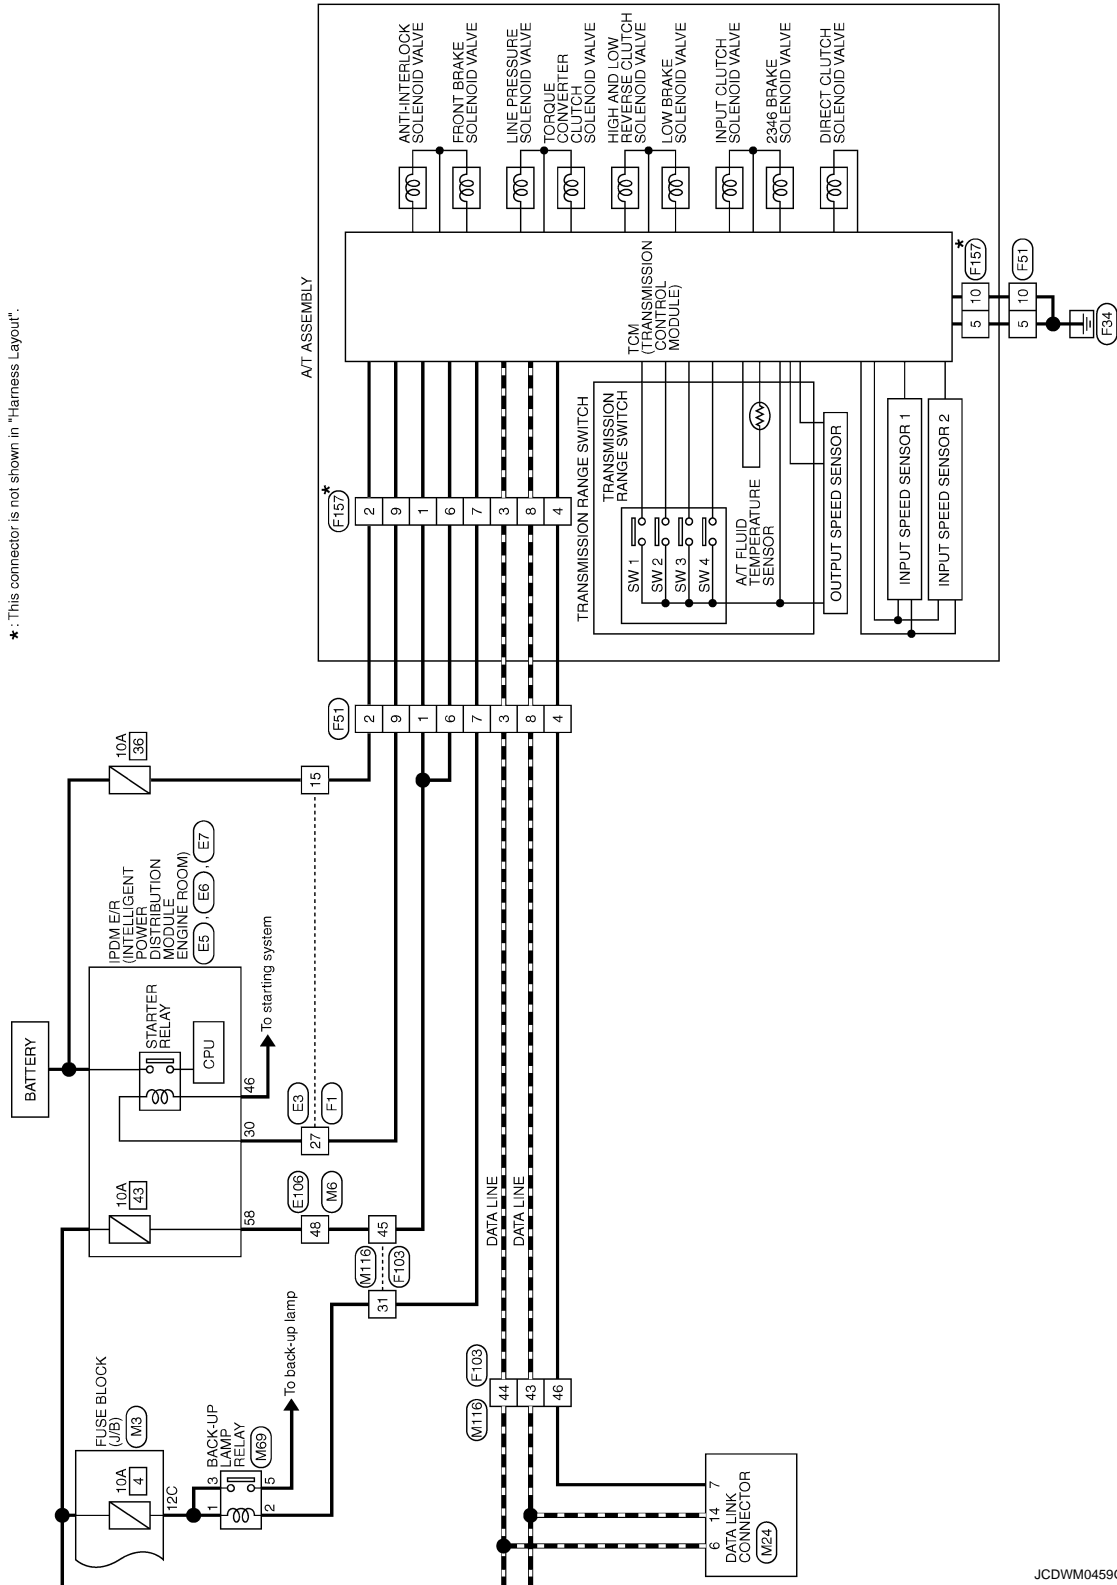 ★ : This connector is not shown in "Harness Layout".
BATTERY
10A
36
IPDM E/R
(INTELLIGENT
POWER
DISTRIBUTION
MODULE
ENGINE ROOM)
E5 , E6 , E7
STARTER
RELAY
CPU
46
To starting system
30
10A
43
58
E3
F1
27
15
E106
M6
48
45
M116
F103
31
FUSE BLOCK
(J/B)
M3
10A
4
12C
BACK-UP
LAMP
RELAY
M69
1
3
2
5
To back-up lamp
DATA LINE
DATA LINE
M116
F103
44
43
46
6
14
7
DATA LINK
CONNECTOR
M24
F51
2
9
1
6
7
3
8
4
A/T ASSEMBLY
★
F157
2
9
1
6
7
3
8
4
TCM
(TRANSMISSION
CONTROL
MODULE)
ANTI-INTERLOCK
SOLENOID VALVE
FRONT BRAKE
SOLENOID VALVE
LINE PRESSURE
SOLENOID VALVE
TORQUE
CONVERTER
CLUTCH
SOLENOID VALVE
HIGH AND LOW
REVERSE CLUTCH
SOLENOID VALVE
LOW BRAKE
SOLENOID VALVE
INPUT CLUTCH
SOLENOID VALVE
2346 BRAKE
SOLENOID VALVE
DIRECT CLUTCH
SOLENOID VALVE
TRANSMISSION RANGE SWITCH
TRANSMISSION
RANGE SWITCH
SW 1
SW 2
SW 3
SW 4
A/T FLUID
TEMPERATURE
SENSOR
OUTPUT SPEED SENSOR
INPUT SPEED SENSOR 1
INPUT SPEED SENSOR 2
★
F157
5
10
F51
5
10
F34